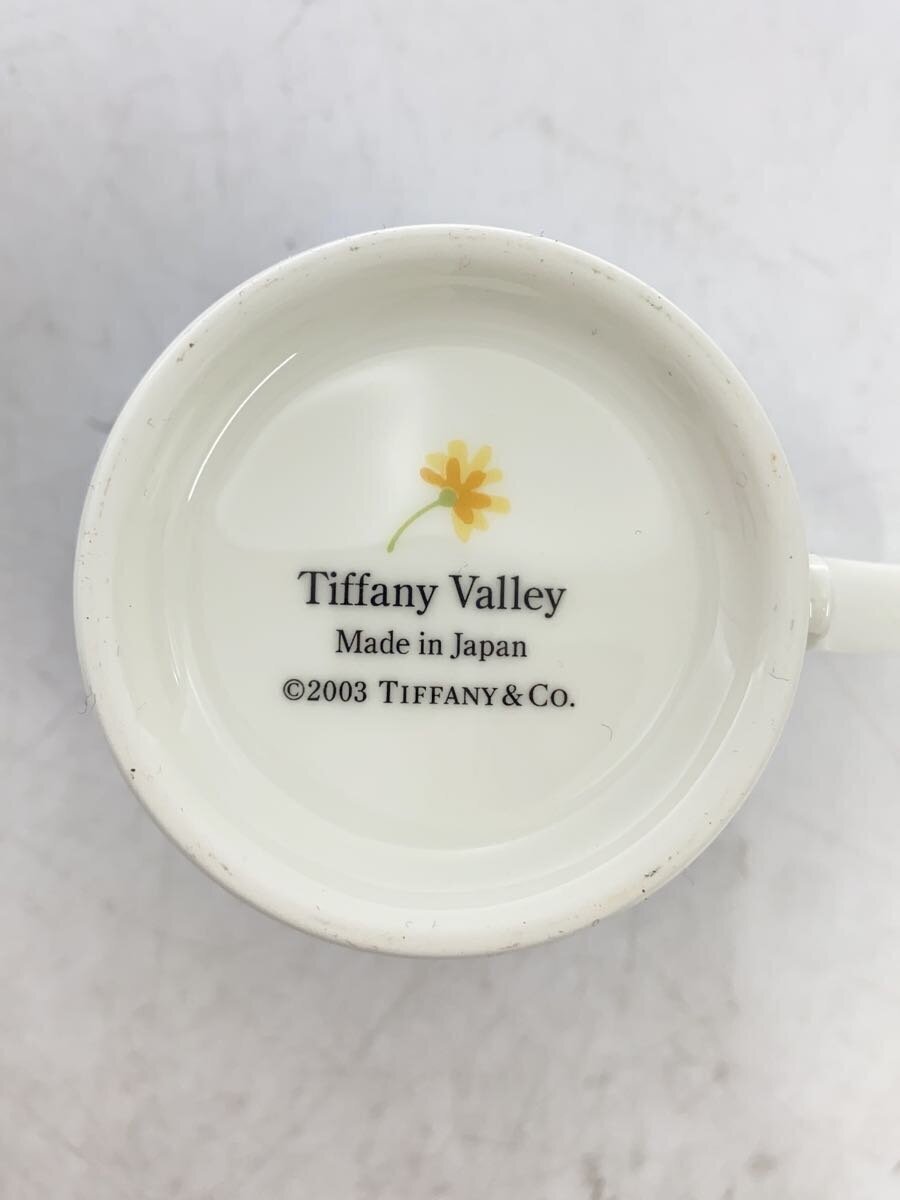 Tiffany Valley
Made in Japan
©2003 TIFFANY & CO.